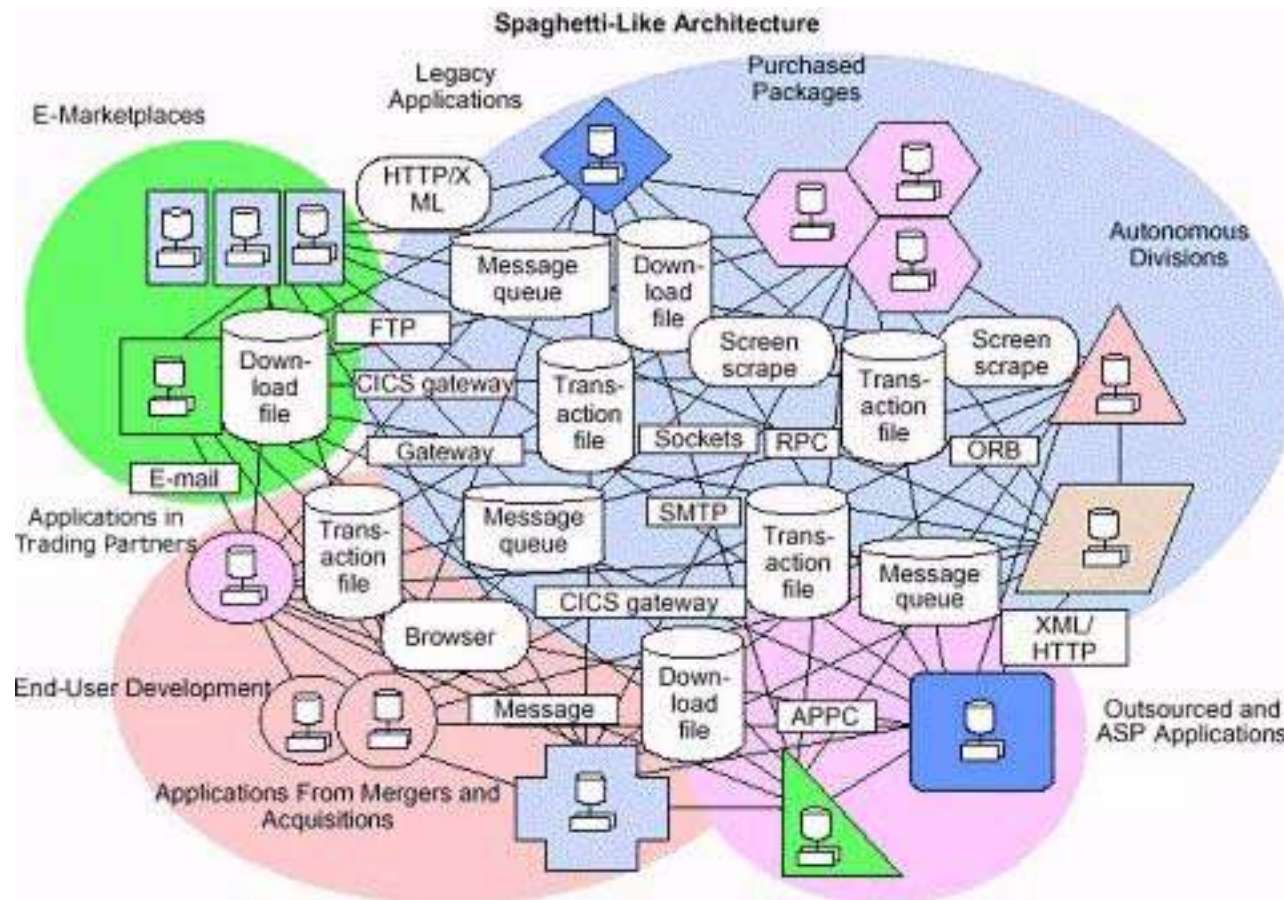 Spaghetti-Like Architecture
Legacy
Applications
Purchased
Packages
E-Marketplaces
Autonomous
Divisions
HTTP/X
ML
Message
queue
Down-
load
file
Screen
scrape
Screen
scrape
FTP
Down-
load
file
CICS gateway
Trans-
action
file
Trans-
action
file
Gateway
Sockets
RPC
ORB
E-mail
Applications in
Trading Partners
Trans-
action
file
Message
queue
SMTP
Trans-
action
file
Message
queue
CICS gateway
Browser
XML/
HTTP
End-User Development
Down-
load
file
Message
APPC
Outsourced and
ASP Applications
Applications From Mergers and
Acquisitions